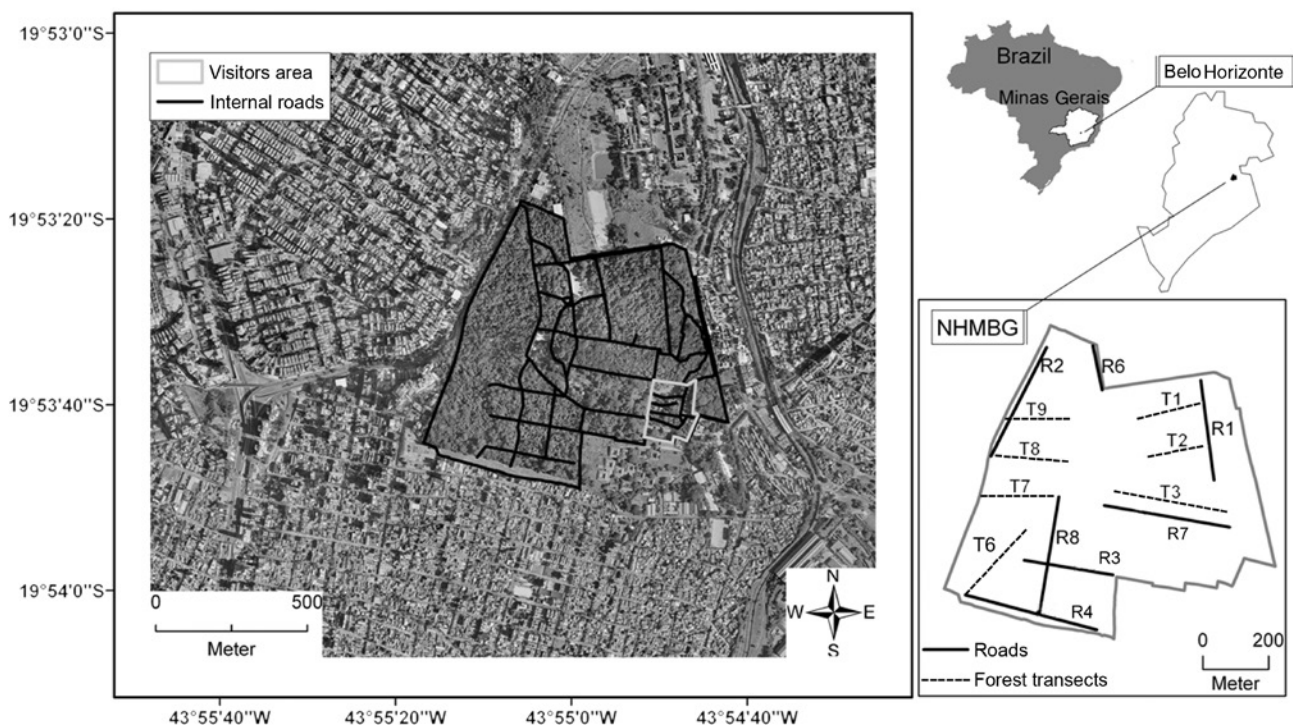 19°53'0''S
19°53'20''S
19°53'40''S
19°54'0''S
Visitors area
Internal roads
0 500
Meter
N
W E
S
43°55'40''W 43°55'20''W 43°55'0''W 43°54'40''W
Brazil
Minas Gerais
Belo Horizonte
NHMBG
R2
R6
T1
R1
T9
T2
T8
T7
T3
R7
T6
R8
R3
R4
Roads
Forest transects
0 200
Meter